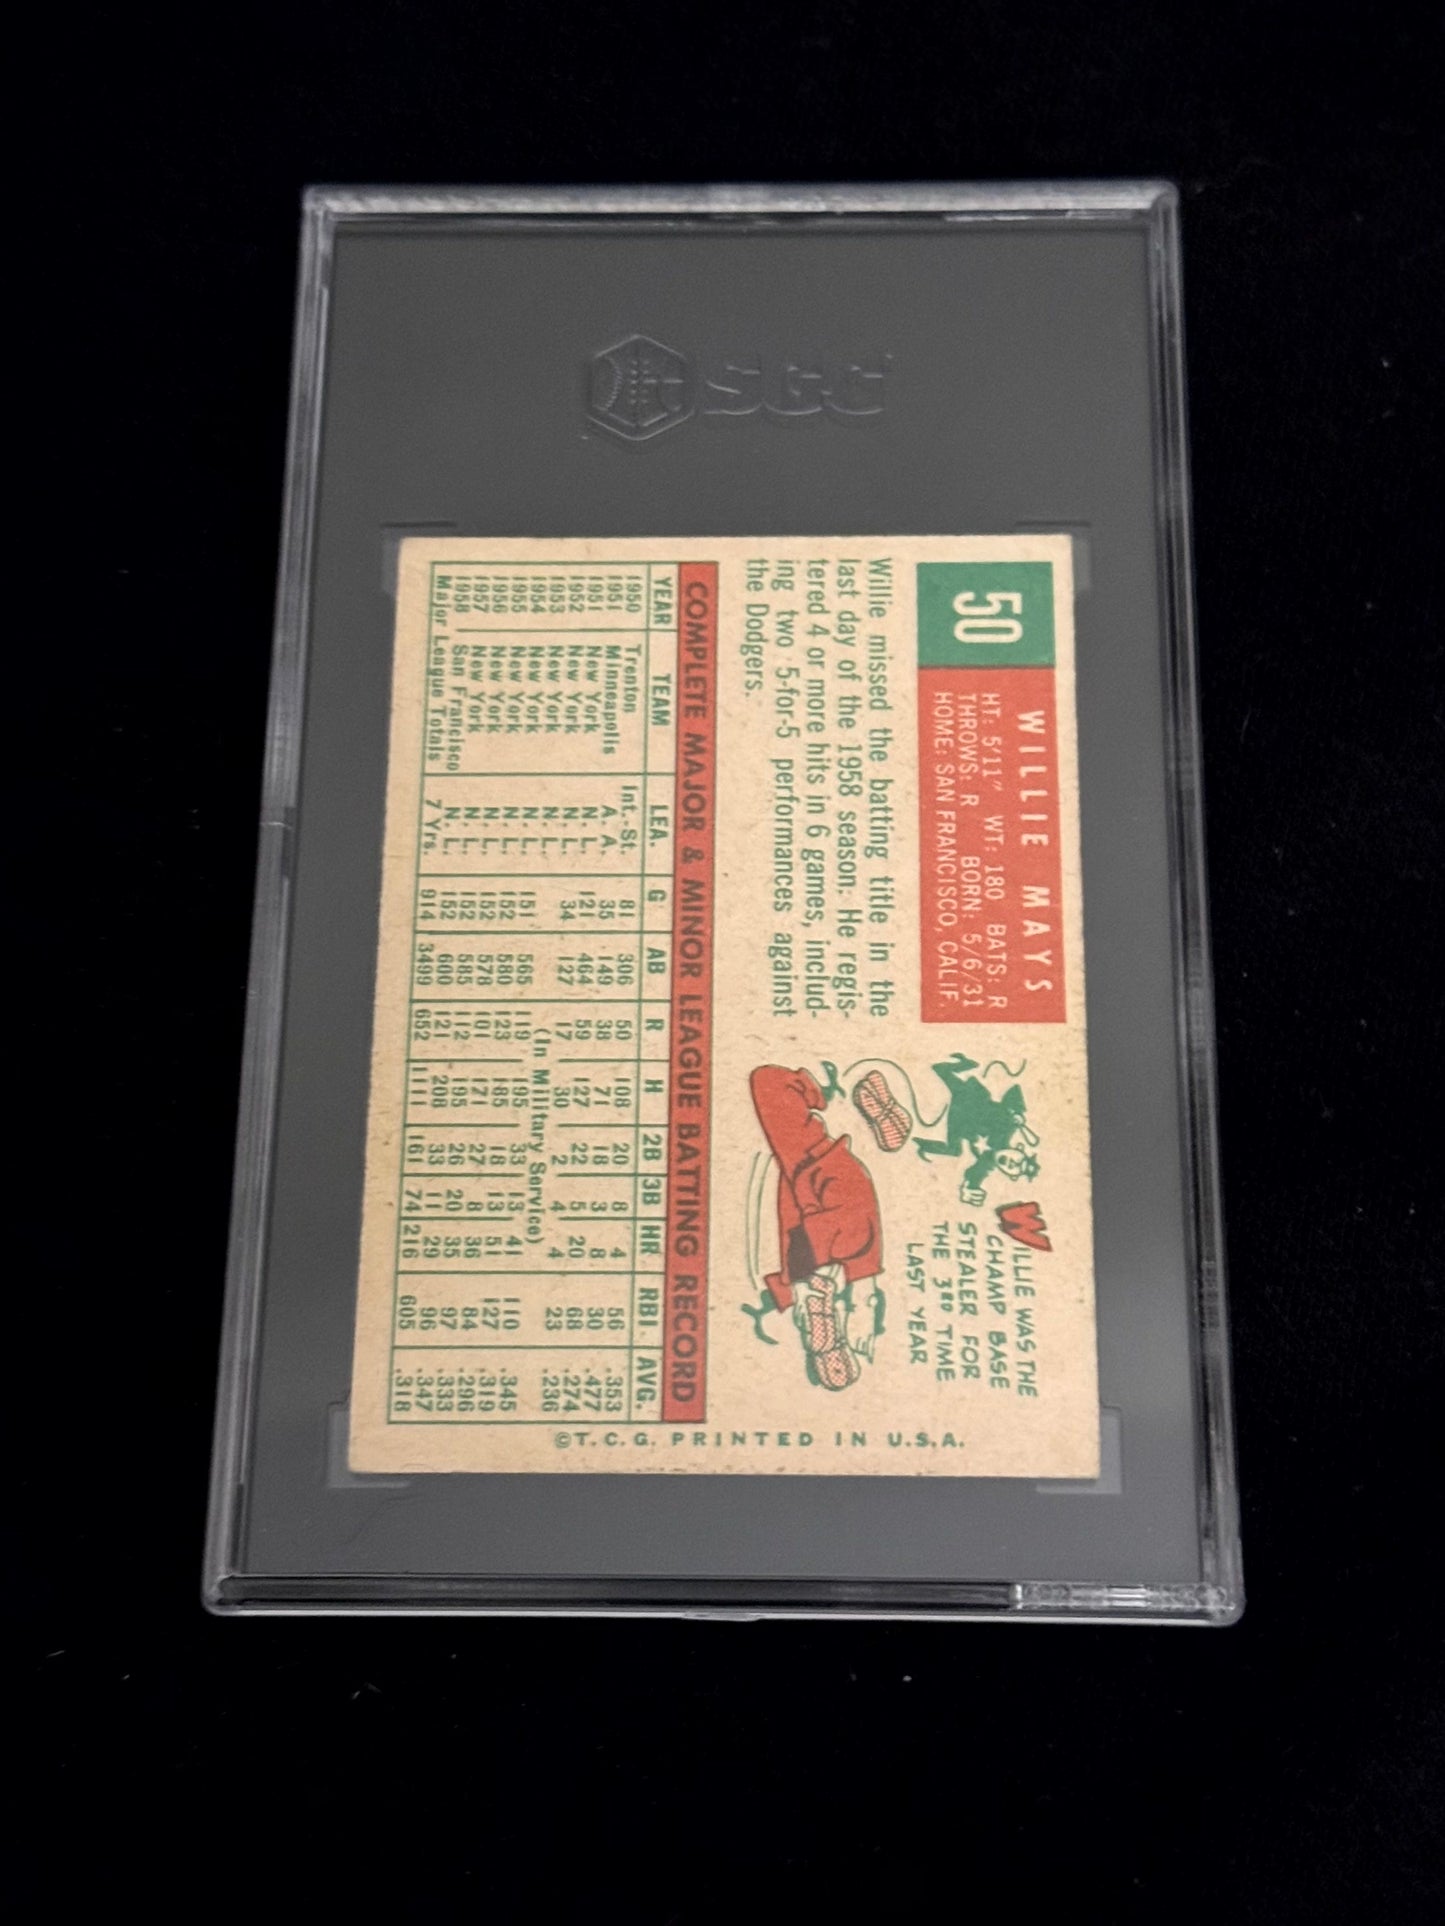 SGC
50
WILLIE MAYS
HT: 5'11" WT: 180 BATS: R
THROWS: R BORN: 5/6/31
HOME: SAN FRANCISCO, CALIF.
Willie missed the batting title in the
last day of the 1958 season. He regis-
tered 4 or more hits in 6 games, includ-
ing two 5-for-5 performances against
the Dodgers.
WILLIE WAS THE
CHAMP BASE
STEALER FOR
THE 3RD TIME
LAST YEAR
COMPLETE MAJOR & MINOR LEAGUE BATTING RECORD
YEAR TEAM LEA. G AB R H 2B 3B HR RBI AVG.
1950 Trenton Int.-St. 81 306 50 108 20 8 4 56 .353
1951 Minneapolis A. A. 35 149 38 71 18 3 8 30 .477
1951 New York N. L. 121 464 59 127 22 5 20 68 .274
1952 New York N. L. 34 127 17 30 2 4 4 23 .236
1953 New York N. L. (In Military Service)
1954 New York N. L. 151 565 119 195 33 13 41 110 .345
1955 New York N. L. 152 580 123 185 18 13 51 127 .319
1956 New York N. L. 152 578 101 171 27 8 36 84 .296
1957 New York N. L. 152 585 112 195 26 20 35 97 .333
1958 San Francisco N. L. 152 600 121 208 33 11 29 96 .347
Major League Totals 7 Yrs. 914 3499 652 1111 161 74 216 605 .318
©T. C. G. PRINTED IN U.S.A.